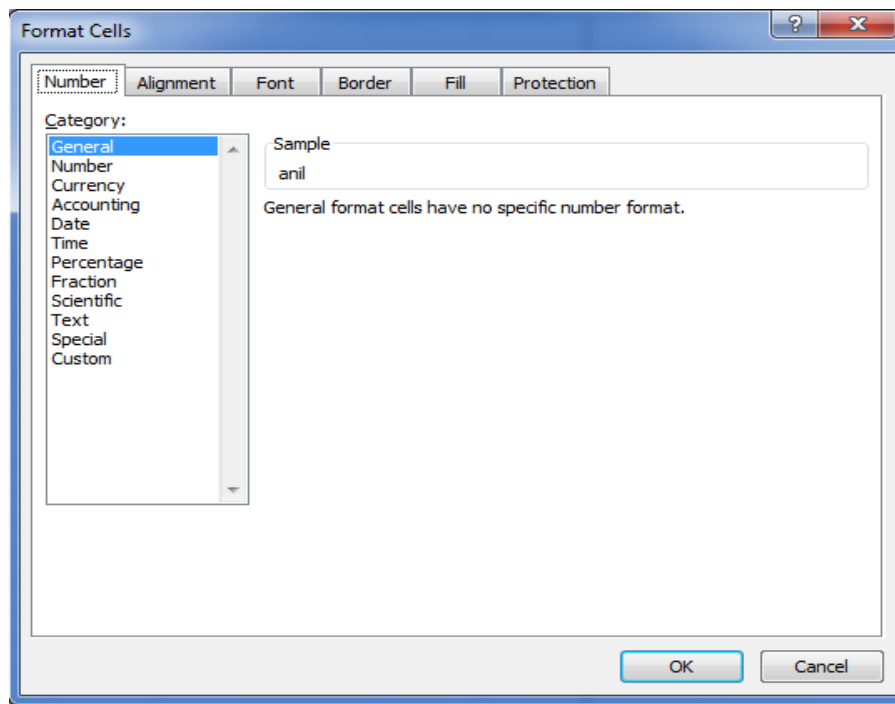 Format Cells
?
X
Number Alignment Font Border Fill Protection
Category:
General
Number
Currency
Accounting
Date
Time
Percentage
Fraction
Scientific
Text
Special
Custom
Sample
anil
General format cells have no specific number format.
OK Cancel